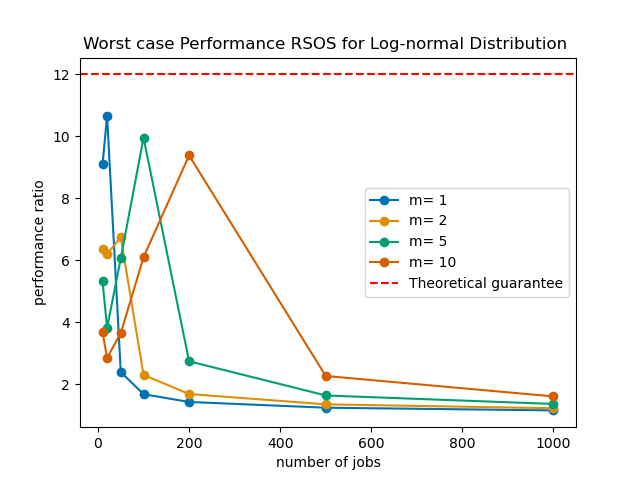 Worst case Performance RSOS for Log-normal Distribution
12
10
8
6
4
2
performance ratio
m= 1
m= 2
m= 5
m= 10
Theoretical guarantee
0 200 400 600 800 1000
number of jobs